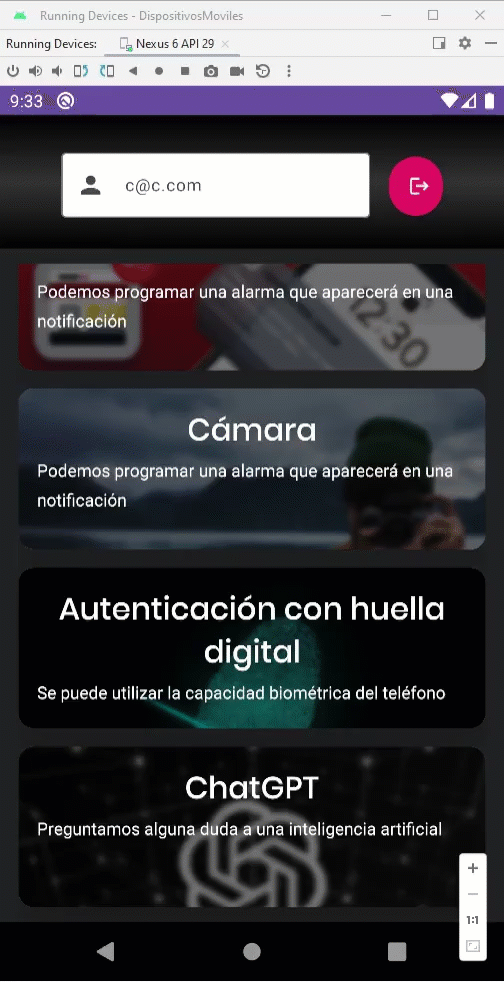 Running Devices - DispositivosMoviles
Running Devices:
Nexus 6 API 29
9:33
c@c.com
12:30
Podemos programar una alarma que aparecerá en una
notificación
Cámara
Podemos programar una alarma que aparecerá en una
notificación
Autenticación con huella
digital
Se puede utilizar la capacidad biométrica del teléfono
ChatGPT
Preguntamos alguna duda a una inteligencia artificial
1:1